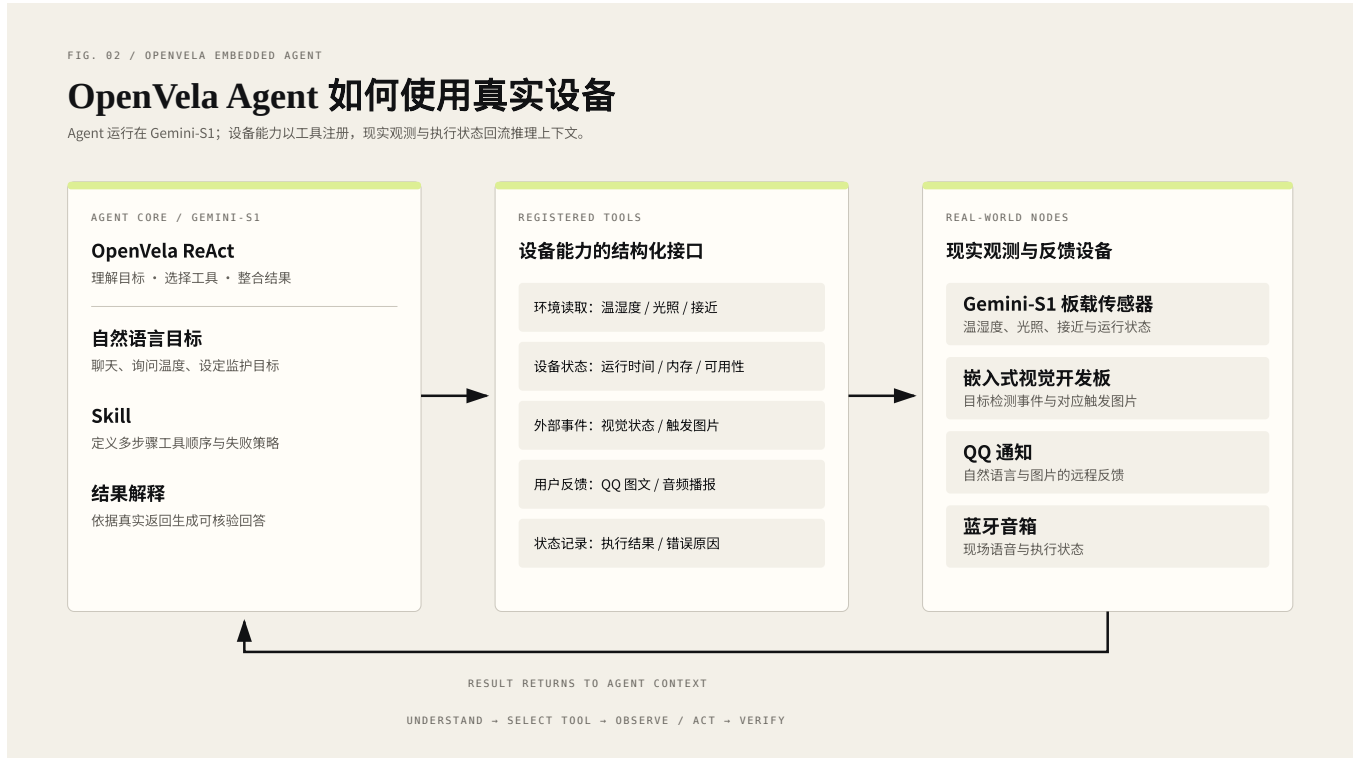 FIG. 02 / OPENVELA EMBEDDED AGENT
OpenVela Agent 如何使用真实设备
Agent 运行在 Gemini-S1；设备能力以工具注册，现实观测与执行状态回流推理上下文。
AGENT CORE / GEMINI-S1
OpenVela ReAct
理解目标 · 选择工具 · 整合结果
自然语言目标
聊天、询问温度、设定监护目标
Skill
定义多步骤工具顺序与失败策略
结果解释
依据真实返回生成可核验回答
REGISTERED TOOLS
设备能力的结构化接口
环境读取：温湿度 / 光照 / 接近
设备状态：运行时间 / 内存 / 可用性
外部事件：视觉状态 / 触发图片
用户反馈：QQ 图文 / 音频播报
状态记录：执行结果 / 错误原因
REAL-WORLD NODES
现实观测与反馈设备
Gemini-S1 板载传感器
温湿度、光照、接近与运行状态
嵌入式视觉开发板
目标检测事件与对应触发图片
QQ 通知
自然语言与图片的远程反馈
蓝牙音箱
现场语音与执行状态
RESULT RETURNS TO AGENT CONTEXT
UNDERSTAND → SELECT TOOL → OBSERVE / ACT → VERIFY